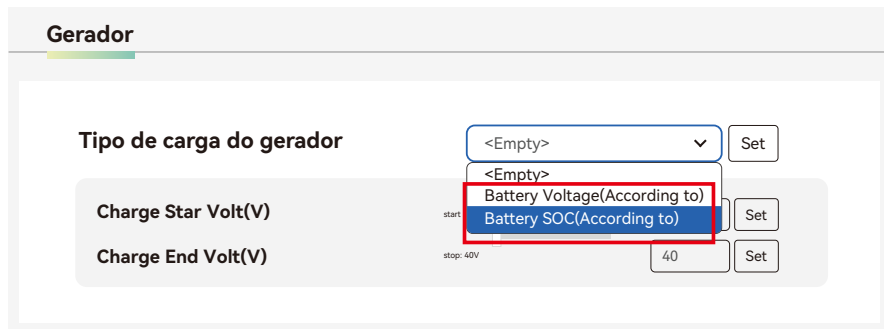 Gerador
Tipo de carga do gerador
<Empty>
Set
<Empty>
Battery Voltage(According to)
Battery SOC(According to)
Charge Star Volt(V)
start
Set
Charge End Volt(V)
stop: 40V
40
Set